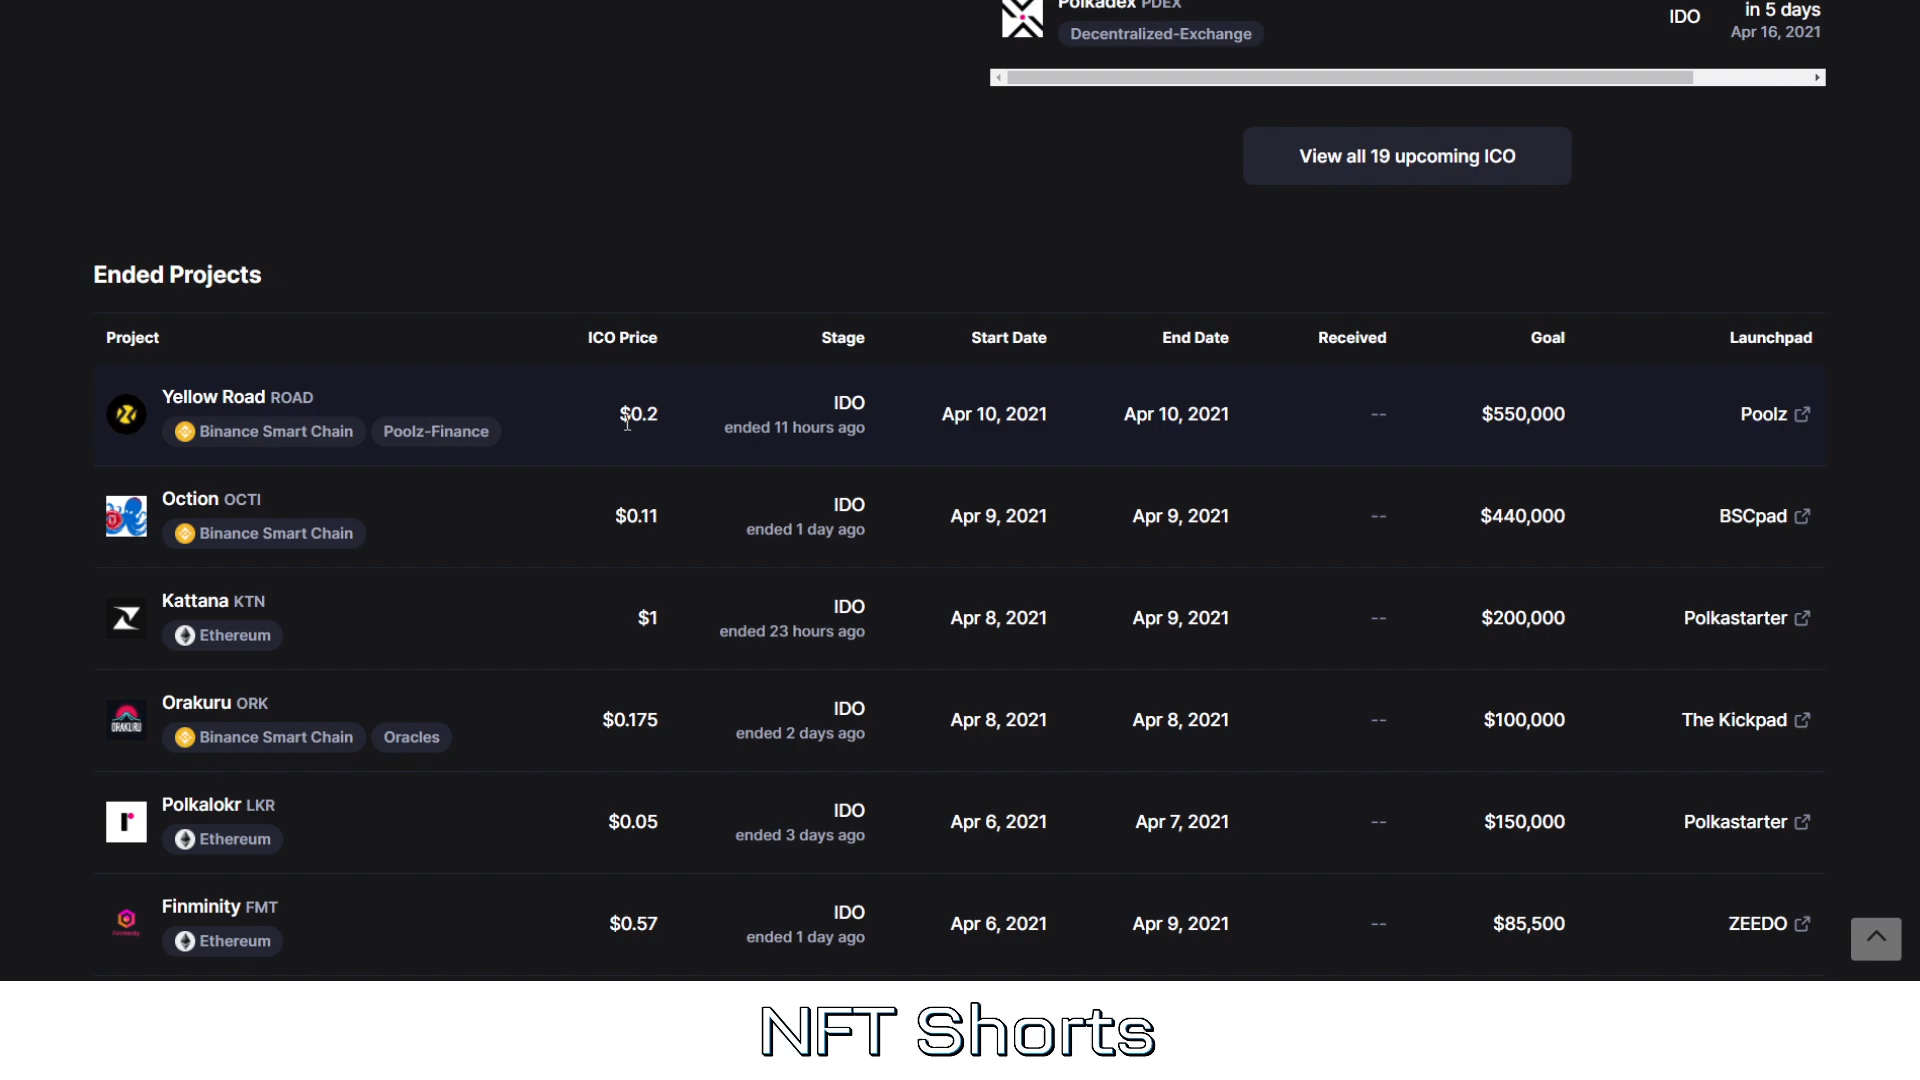 Polkadex PDEX
Decentralized-Exchange
IDO
in 5 days
Apr 16, 2021
View all 19 upcoming ICO
Ended Projects
Project ICO Price Stage Start Date End Date Received Goal Launchpad
Yellow Road ROAD
Binance Smart Chain Poolz-Finance
$0.2
IDO
ended 11 hours ago
Apr 10, 2021 Apr 10, 2021 -- $550,000 Poolz
Oction OCTI
Binance Smart Chain
$0.11
IDO
ended 1 day ago
Apr 9, 2021 Apr 9, 2021 -- $440,000 BSCpad
Kattana KTN
Ethereum
$1
IDO
ended 23 hours ago
Apr 8, 2021 Apr 9, 2021 -- $200,000 Polkastarter
ORAKURU
Orakuru ORK
Binance Smart Chain Oracles
$0.175
IDO
ended 2 days ago
Apr 8, 2021 Apr 8, 2021 -- $100,000 The Kickpad
Polkalokr LKR
Ethereum
$0.05
IDO
ended 3 days ago
Apr 6, 2021 Apr 7, 2021 -- $150,000 Polkastarter
Finminity FMT
Ethereum
$0.57
IDO
ended 1 day ago
Apr 6, 2021 Apr 9, 2021 -- $85,500 ZEEDO
NFT Shorts